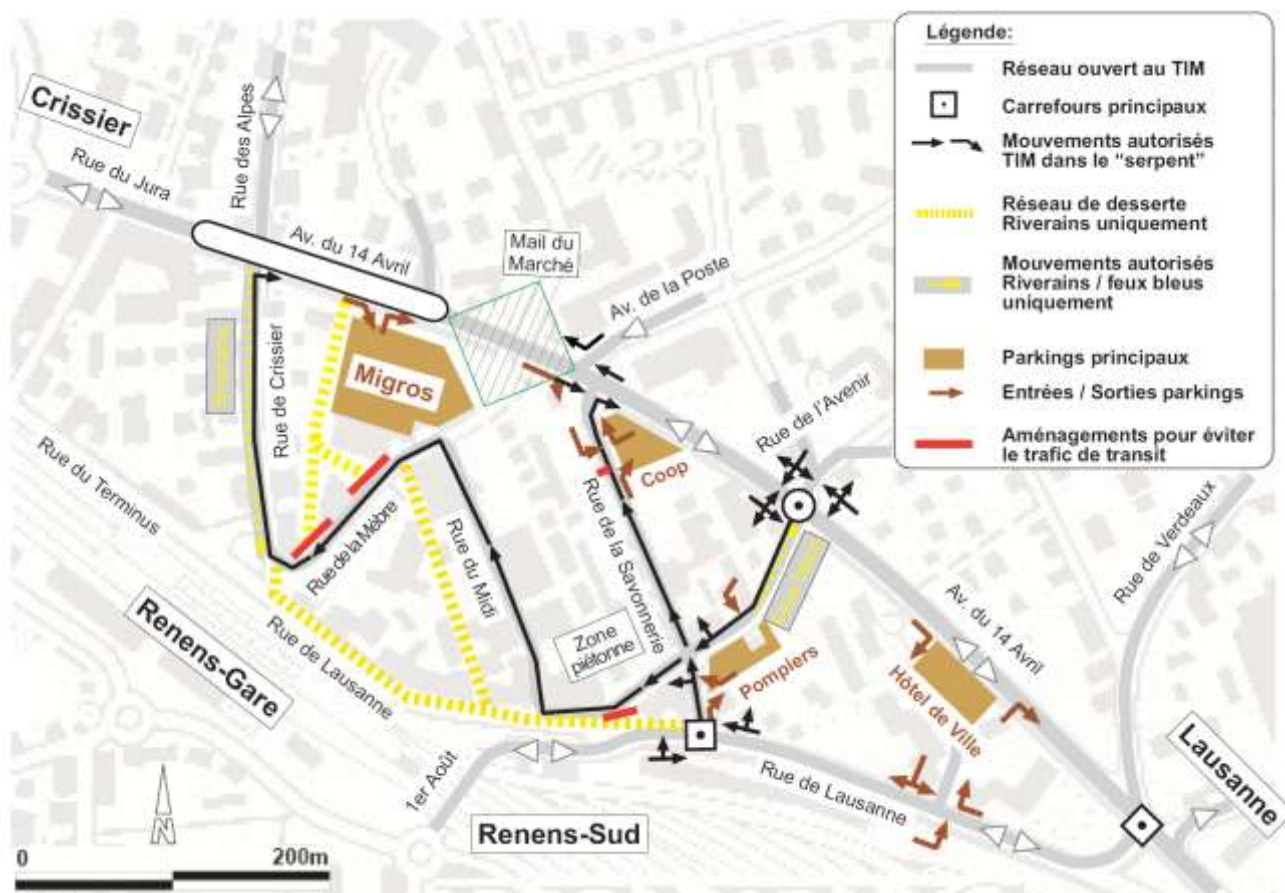 Légende:
Réseau ouvert au TIM
Carrefours principaux
Mouvements autorisés
TIM dans le "serpent"
Réseau de desserte
Riverains uniquement
Mouvements autorisés
Riverains / feux bleus
uniquement
Parkings principaux
Entrées / Sorties parkings
Aménagements pour éviter
le trafic de transit
Crissier
Rue du Jura
Rue des Alpes
Av. du 14 Avril
Mail du
Marché
Av. de la Poste
Migros
Rue de Crissier
Rue de l'Avenir
Coop
Rue du Terminus
Rue de la Mèbre
Rue du Midi
Rue de la Savonnerie
Rue de Verdeaux
Zone
piétonne
Pompiers
Av. du 14 Avril
Hôtel de Ville
Renens-Gare
Rue de Lausanne
1er Août
Rue de Lausanne
Lausanne
Renens-Sud
N
0 200m